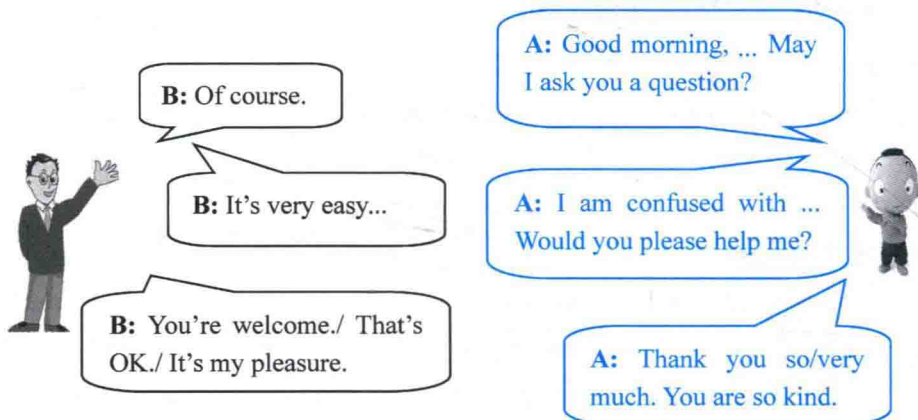 A: Good morning, ... May
I ask you a question?
B: Of course.
A: I am confused with ...
Would you please help me?
B: It's very easy...
A: Thank you so/very
much. You are so kind.
B: You're welcome./ That's
OK./ It's my pleasure.